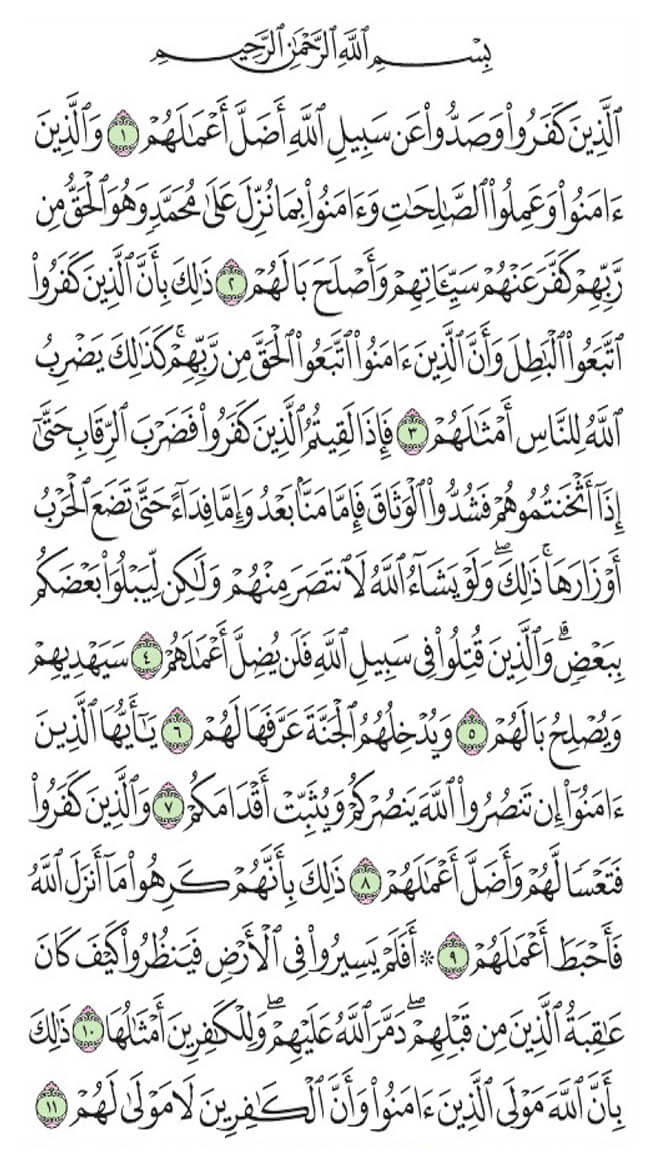 بِسْمِ ٱللَّهِ ٱلرَّحْمَٰنِ ٱلرَّحِيمِ
ٱلَّذِينَ كَفَرُوا۟ وَصَدُّوا۟ عَن سَبِيلِ ٱللَّهِ أَضَلَّ أَعْمَٰلَهُمْ ١ وَٱلَّذِينَ
ءَامَنُوا۟ وَعَمِلُوا۟ ٱلصَّٰلِحَٰتِ وَءَامَنُوا۟ بِمَا نُزِّلَ عَلَىٰ مُحَمَّدٍ وَهُوَ ٱلْحَقُّ مِن
رَّبِّهِمْ كَفَّرَ عَنْهُمْ سَيِّـَٔاتِهِمْ وَأَصْلَحَ بَالَهُمْ ٢ ذَٰلِكَ بِأَنَّ ٱلَّذِينَ كَفَرُوا۟
ٱتَّبَعُوا۟ ٱلْبَٰطِلَ وَأَنَّ ٱلَّذِينَ ءَامَنُوا۟ ٱتَّبَعُوا۟ ٱلْحَقَّ مِن رَّبِّهِمْ ۚ كَذَٰلِكَ يَضْرِبُ
ٱللَّهُ لِلنَّاسِ أَمْثَٰلَهُمْ ٣ فَإِذَا لَقِيتُمُ ٱلَّذِينَ كَفَرُوا۟ فَضَرْبَ ٱلرِّقَابِ حَتَّىٰٓ
إِذَآ أَثْخَنتُمُوهُمْ فَشُدُّوا۟ ٱلْوَثَاقَ فَإِمَّا مَنًّۢا بَعْدُ وَإِمَّا فِدَآءً حَتَّىٰ تَضَعَ ٱلْحَرْبُ
أَوْزَارَهَا ۚ ذَٰلِكَ ۖ وَلَوْ يَشَآءُ ٱللَّهُ لَٱنتَصَرَ مِنْهُمْ وَلَٰكِن لِّيَبْلُوَا۟ بَعْضَكُم
بِبَعْضٍ ۗ وَٱلَّذِينَ قُتِلُوا۟ فِى سَبِيلِ ٱللَّهِ فَلَن يُضِلَّ أَعْمَٰلَهُمْ ٤ سَيَهْدِيهِمْ
وَيُصْلِحُ بَالَهُمْ ٥ وَيُدْخِلُهُمُ ٱلْجَنَّةَ عَرَّفَهَا لَهُمْ ٦ يَٰٓأَيُّهَا ٱلَّذِينَ
ءَامَنُوٓا۟ إِن تَنصُرُوا۟ ٱللَّهَ يَنصُرْكُمْ وَيُثَبِّتْ أَقْدَامَكُمْ ٧ وَٱلَّذِينَ كَفَرُوا۟
فَتَعْسًا لَّهُمْ وَأَضَلَّ أَعْمَٰلَهُمْ ٨ ذَٰلِكَ بِأَنَّهُمْ كَرِهُوا۟ مَآ أَنزَلَ ٱللَّهُ
فَأَحْبَطَ أَعْمَٰلَهُمْ ٩ ۞ أَفَلَمْ يَسِيرُوا۟ فِى ٱلْأَرْضِ فَيَنظُرُوا۟ كَيْفَ كَانَ
عَٰقِبَةُ ٱلَّذِينَ مِن قَبْلِهِمْ ۖ دَمَّرَ ٱللَّهُ عَلَيْهِمْ ۖ وَلِلْكَٰفِرِينَ أَمْثَٰلُهَا ١٠ ذَٰلِكَ
بِأَنَّ ٱللَّهَ مَوْلَى ٱلَّذِينَ ءَامَنُوا۟ وَأَنَّ ٱلْكَٰفِرِينَ لَا مَوْلَىٰ لَهُمْ ١١